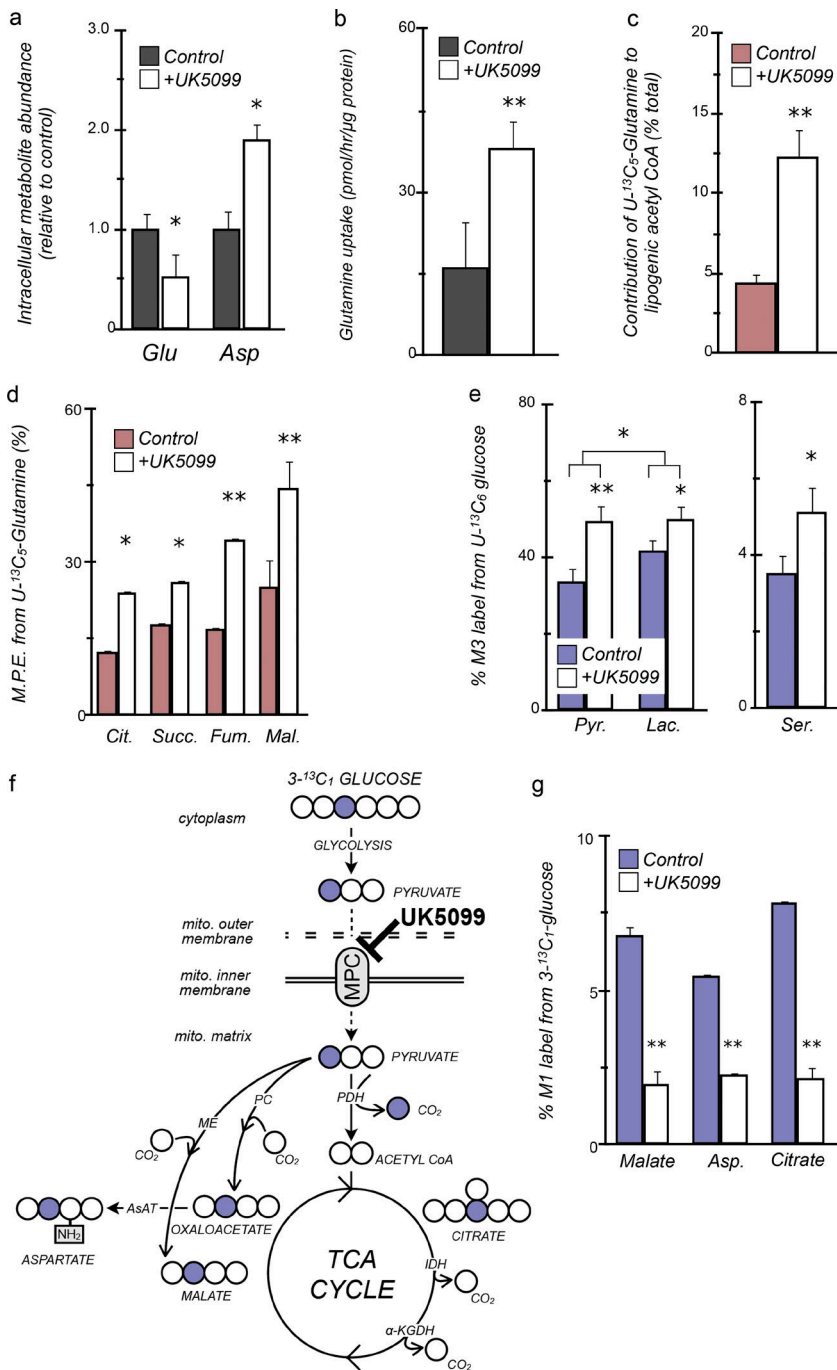 a
Intracellular metabolite abundance
(relative to control)
3.0
2.0
1.0
0
Control
+UK5099
*
*
Glu
Asp
b
Glutamine uptake (pmol/hr/µg protein)
60
30
0
Control
+UK5099
**
c
Contribution of U-¹³C₅-Glutamine to
lipogenic acetyl CoA (% total)
20
15
10
5
0
Control
+UK5099
**
d
M.P.E. from U-¹³C₅-Glutamine (%)
60
30
0
Control
+UK5099
*
*
**
**
Cit.
Succ.
Fum.
Mal.
e
% M3 label from U-¹³C₆ glucose
80
40
0
*
**
*
Control
+UK5099
Pyr.
Lac.
8
4
0
*
Ser.
f
3-¹³C₁ GLUCOSE
cytoplasm
GLYCOLYSIS
PYRUVATE
UK5099
mito. outer
membrane
MPC
mito. inner
membrane
mito. matrix
PYRUVATE
PDH
CO₂
PC
ME
CO₂
CO₂
ACETYL CoA
AsAT
OXALOACETATE
NH₂
ASPARTATE
MALATE
CITRATE
TCA
CYCLE
IDH
CO₂
α-KGDH
CO₂
g
% M1 label from 3-¹³C₁-glucose
10
5
0
Control
+UK5099
**
**
**
Malate
Asp.
Citrate